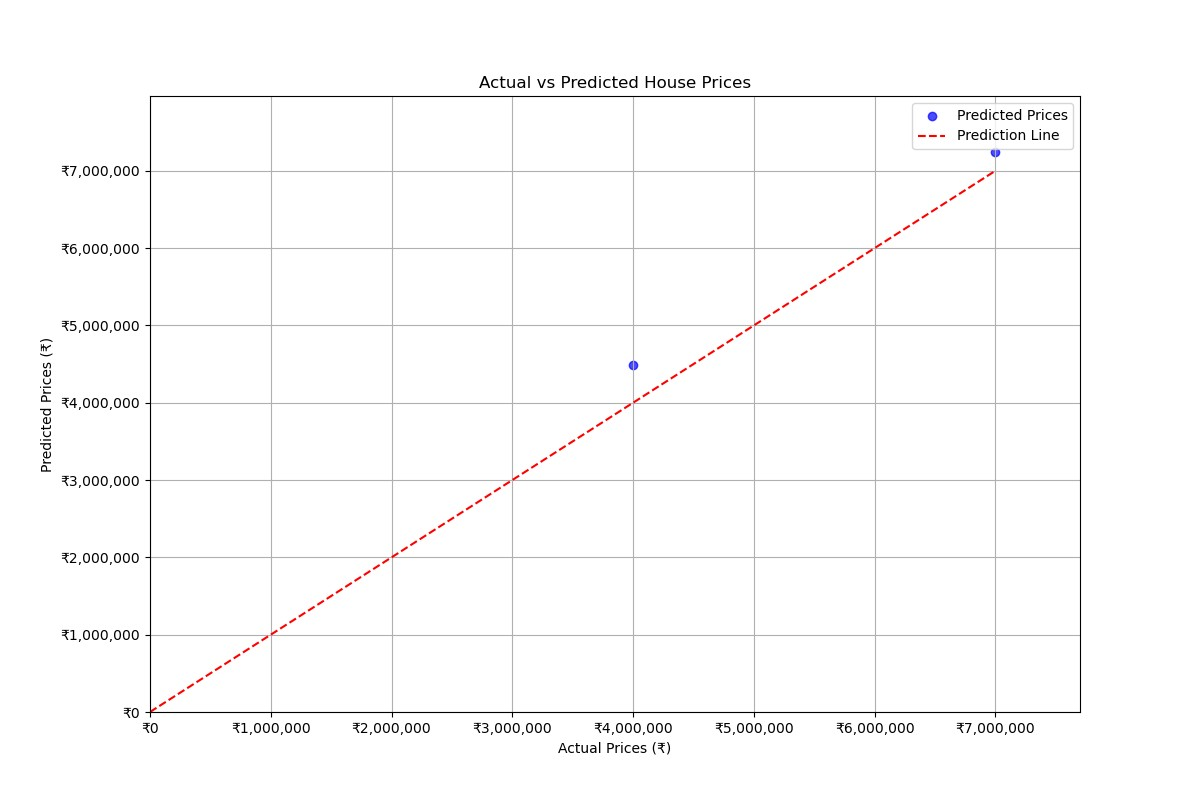 Actual vs Predicted House Prices
Predicted Prices
Prediction Line
₹7,000,000
₹6,000,000
₹5,000,000
₹4,000,000
₹3,000,000
₹2,000,000
₹1,000,000
₹0
Predicted Prices (₹)
₹0 ₹1,000,000 ₹2,000,000 ₹3,000,000 ₹4,000,000 ₹5,000,000 ₹6,000,000 ₹7,000,000
Actual Prices (₹)